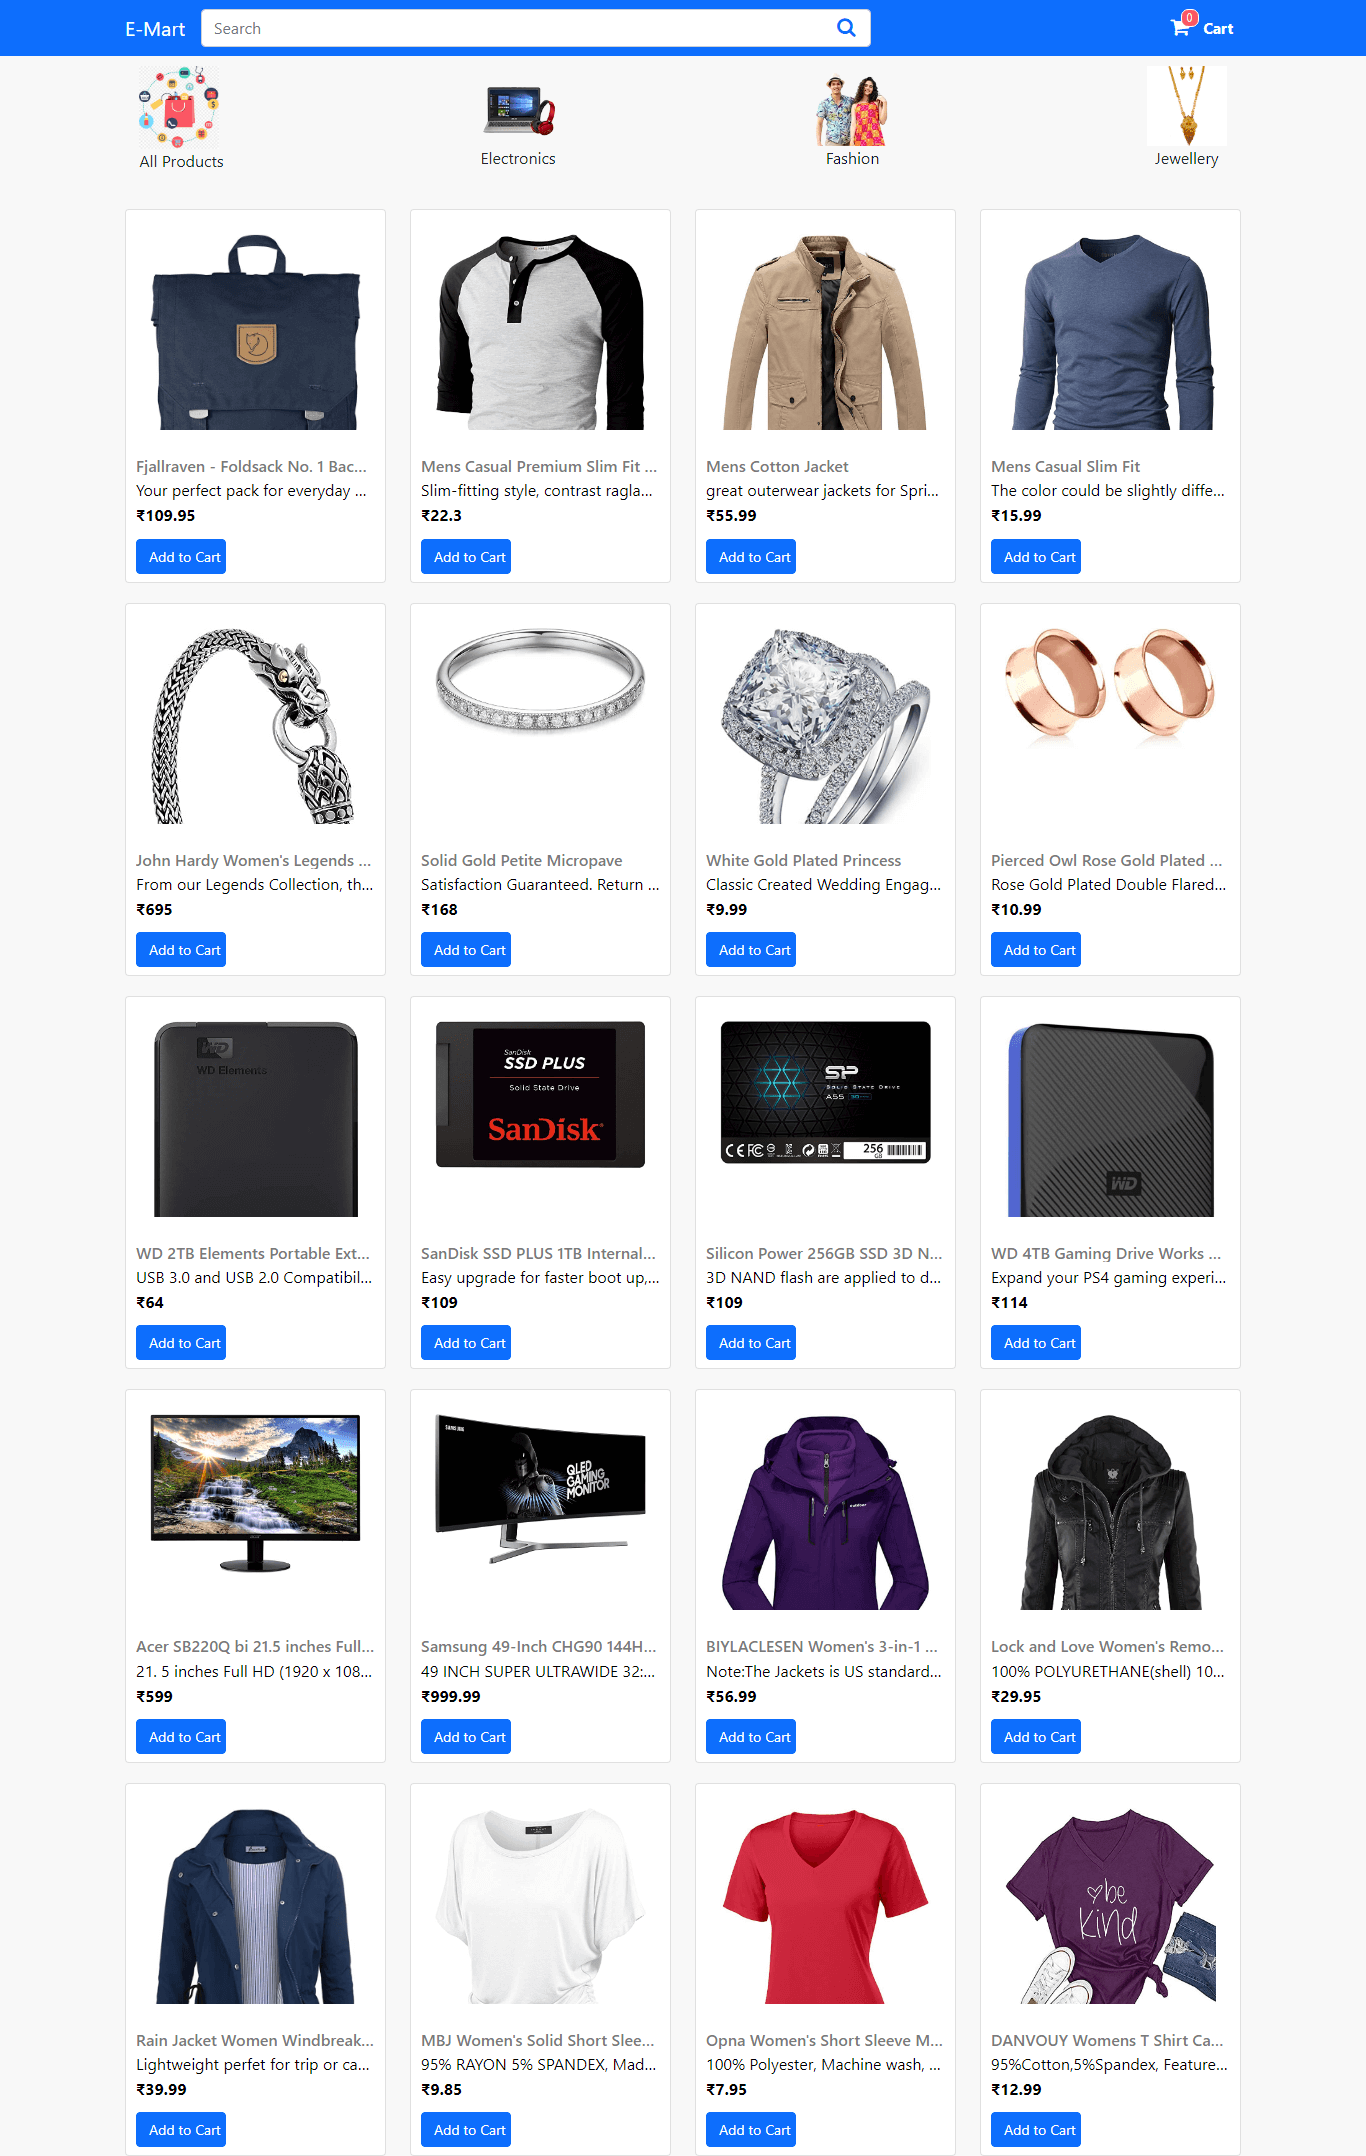 E-Mart
Search
0
Cart
All Products
Electronics
Fashion
Jewellery
Fjallraven - Foldsack No. 1 Bac...
Your perfect pack for everyday ...
₹109.95
Add to Cart
Mens Casual Premium Slim Fit ...
Slim-fitting style, contrast ragla...
₹22.3
Add to Cart
Mens Cotton Jacket
great outerwear jackets for Spri...
₹55.99
Add to Cart
Mens Casual Slim Fit
The color could be slightly diffe...
₹15.99
Add to Cart
John Hardy Women's Legends ...
From our Legends Collection, th...
₹695
Add to Cart
Solid Gold Petite Micropave
Satisfaction Guaranteed. Return ...
₹168
Add to Cart
White Gold Plated Princess
Classic Created Wedding Engag...
₹9.99
Add to Cart
Pierced Owl Rose Gold Plated ...
Rose Gold Plated Double Flared...
₹10.99
Add to Cart
WD
WD Elements
WD 2TB Elements Portable Ext...
USB 3.0 and USB 2.0 Compatibil...
₹64
Add to Cart
SanDisk
SSD PLUS
Solid State Drive
SanDisk
SanDisk SSD PLUS 1TB Internal...
Easy upgrade for faster boot up,...
₹109
Add to Cart
SP
SOLID STATE DRIVE
A55
256
GB
Silicon Power 256GB SSD 3D N...
3D NAND flash are applied to d...
₹109
Add to Cart
WD
WD 4TB Gaming Drive Works ...
Expand your PS4 gaming experi...
₹114
Add to Cart
acer
Acer SB220Q bi 21.5 inches Full...
21. 5 inches Full HD (1920 x 108...
₹599
Add to Cart
SAMSUNG
QLED
GAMING
MONITOR
Samsung 49-Inch CHG90 144H...
49 INCH SUPER ULTRAWIDE 32:...
₹999.99
Add to Cart
outdoor
BIYLACLESEN Women's 3-in-1 ...
Note:The Jackets is US standard...
₹56.99
Add to Cart
Lock and Love Women's Remo...
100% POLYURETHANE(shell) 10...
₹29.95
Add to Cart
Rain Jacket Women Windbreak...
Lightweight perfet for trip or ca...
₹39.99
Add to Cart
MBJ Women's Solid Short Slee...
95% RAYON 5% SPANDEX, Mad...
₹9.85
Add to Cart
Opna Women's Short Sleeve M...
100% Polyester, Machine wash, ...
₹7.95
Add to Cart
be
Kind
DANVOUY Womens T Shirt Ca...
95%Cotton,5%Spandex, Feature...
₹12.99
Add to Cart